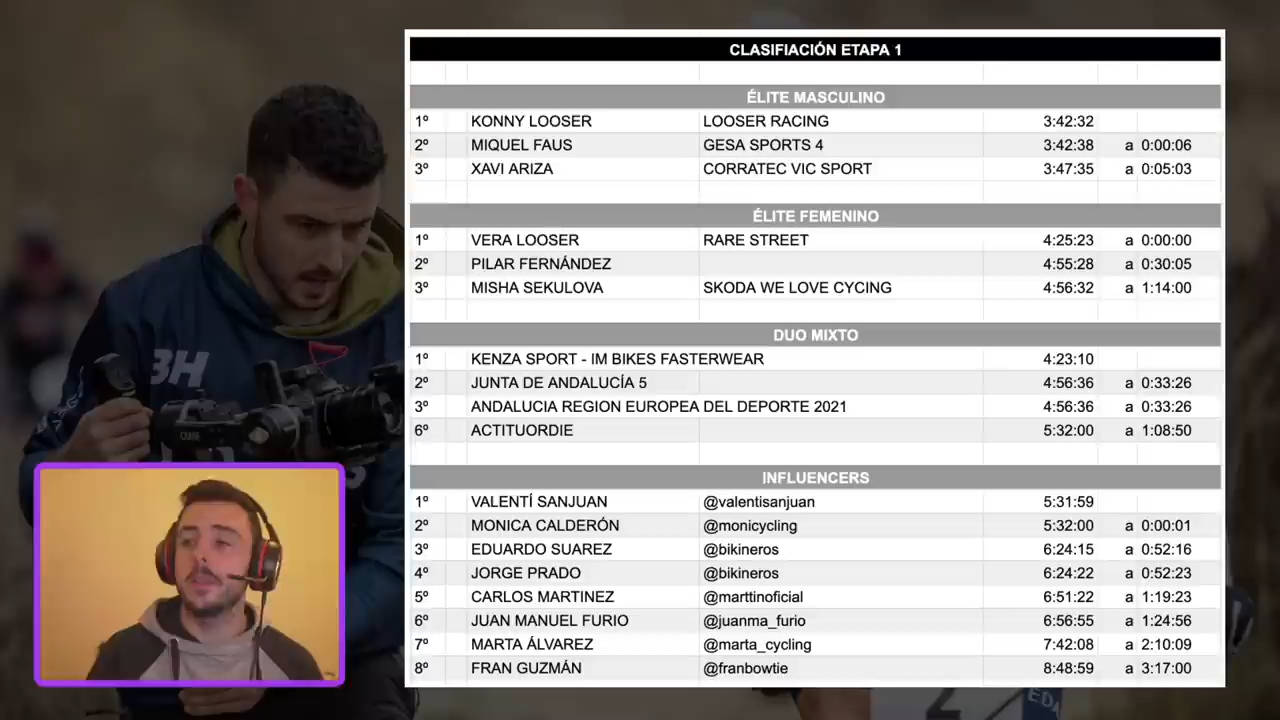 CLASIFIACIÓN ETAPA 1
ÉLITE MASCULINO
1º KONNY LOOSER LOOSER RACING 3:42:32
2º MIQUEL FAUS GESA SPORTS 4 3:42:38 a 0:00:06
3º XAVI ARIZA CORRATEC VIC SPORT 3:47:35 a 0:05:03
ÉLITE FEMENINO
1º VERA LOOSER RARE STREET 4:25:23 a 0:00:00
2º PILAR FERNÁNDEZ 4:55:28 a 0:30:05
3º MISHA SEKULOVA SKODA WE LOVE CYCING 4:56:32 a 1:14:00
DUO MIXTO
1º KENZA SPORT - IM BIKES FASTERWEAR 4:23:10
2º JUNTA DE ANDALUCÍA 5 4:56:36 a 0:33:26
3º ANDALUCIA REGION EUROPEA DEL DEPORTE 2021 4:56:36 a 0:33:26
6º ACTITUORDIE 5:32:00 a 1:08:50
INFLUENCERS
1º VALENTÍ SANJUAN @valentisanjuan 5:31:59
2º MONICA CALDERÓN @monicycling 5:32:00 a 0:00:01
3º EDUARDO SUAREZ @bikineros 6:24:15 a 0:52:16
4º JORGE PRADO @bikineros 6:24:22 a 0:52:23
5º CARLOS MARTINEZ @marttinoficial 6:51:22 a 1:19:23
6º JUAN MANUEL FURIO @juanma_furio 6:56:55 a 1:24:56
7º MARTA ÁLVAREZ @marta_cycling 7:42:08 a 2:10:09
8º FRAN GUZMÁN @franbowtie 8:48:59 a 3:17:00
BH